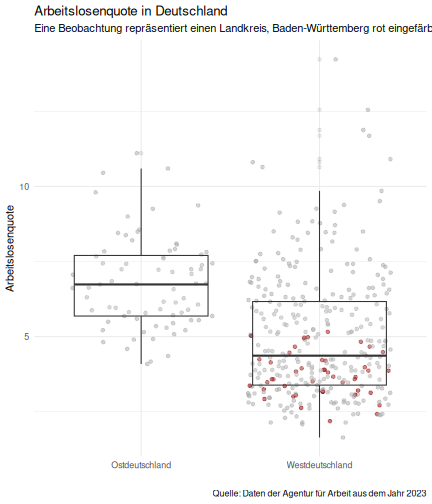 Arbeitslosenquote in Deutschland
Eine Beobachtung repräsentiert einen Landkreis, Baden-Württemberg rot eingefärb
Arbeitslosenquote
10
5
Ostdeutschland
Westdeutschland
Quelle: Daten der Agentur für Arbeit aus dem Jahr 2023